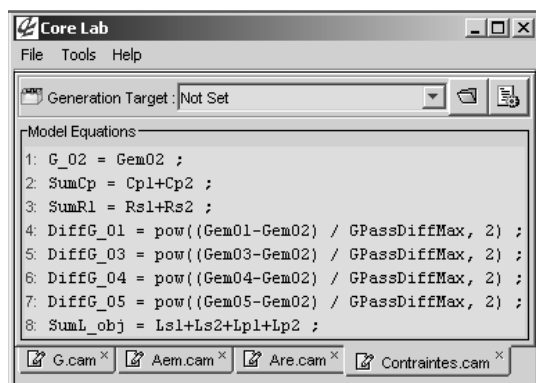 Core Lab
File Tools Help
Generation Target : Not Set
Model Equations
1: G_02 = Gem02 ;
2: SumCp = Cp1+Cp2 ;
3: SumRl = Rs1+Rs2 ;
4: DiffG_01 = pow((Gem01-Gem02) / GPassDiffMax, 2) ;
5: DiffG_03 = pow((Gem03-Gem02) / GPassDiffMax, 2) ;
6: DiffG_04 = pow((Gem04-Gem02) / GPassDiffMax, 2) ;
7: DiffG_05 = pow((Gem05-Gem02) / GPassDiffMax, 2) ;
8: SumL_obj = Ls1+Ls2+Lp1+Lp2 ;
G.cam × Aem.cam × Are.cam × Contraintes.cam ×